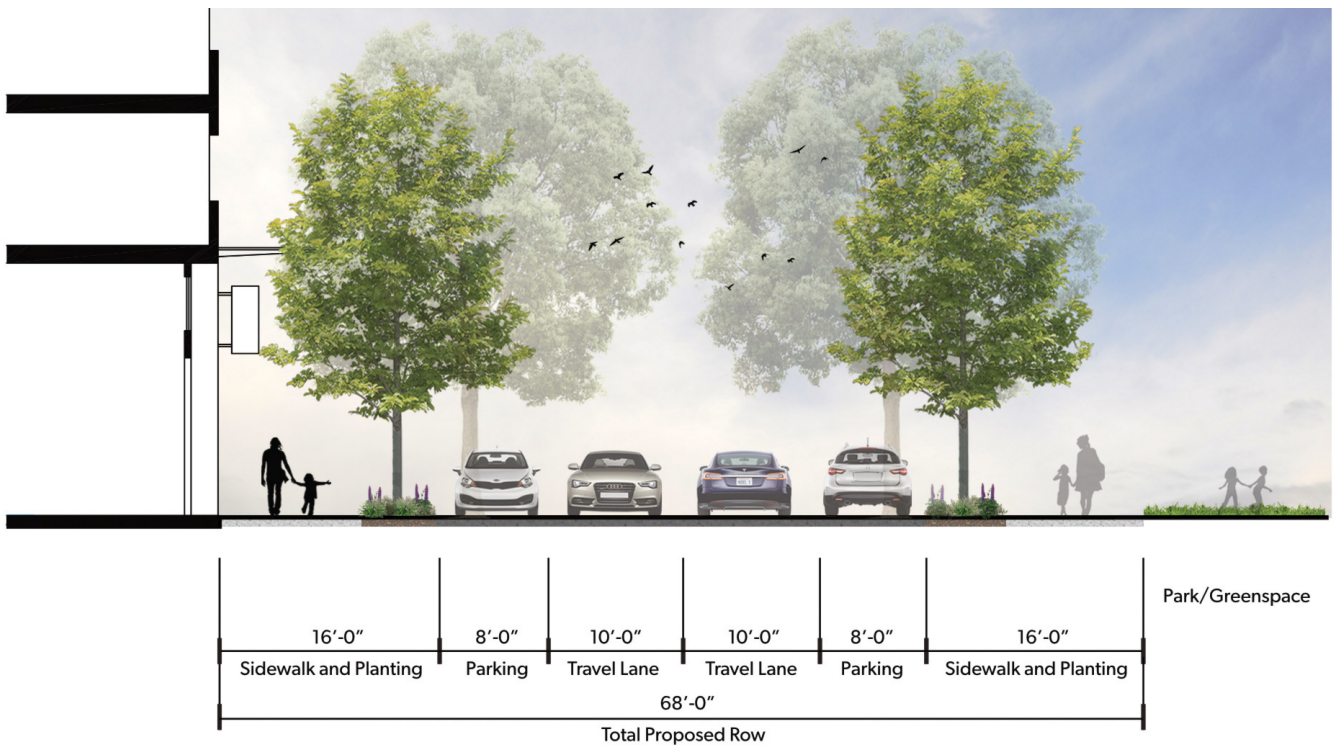 Park/Greenspace
16’-0” 8’-0” 10’-0” 10’-0” 8’-0” 16’-0”
Sidewalk and Planting Parking Travel Lane Travel Lane Parking Sidewalk and Planting
68’-0”
Total Proposed Row